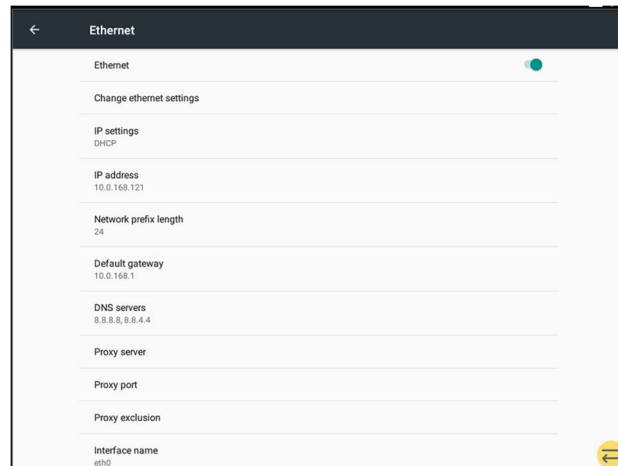 Ethernet
Ethernet
Change ethernet settings
IP settings
DHCP
IP address
10.0.168.121
Network prefix length
24
Default gateway
10.0.168.1
DNS servers
8.8.8.8, 8.8.4.4
Proxy server
Proxy port
Proxy exclusion
Interface name
eth0